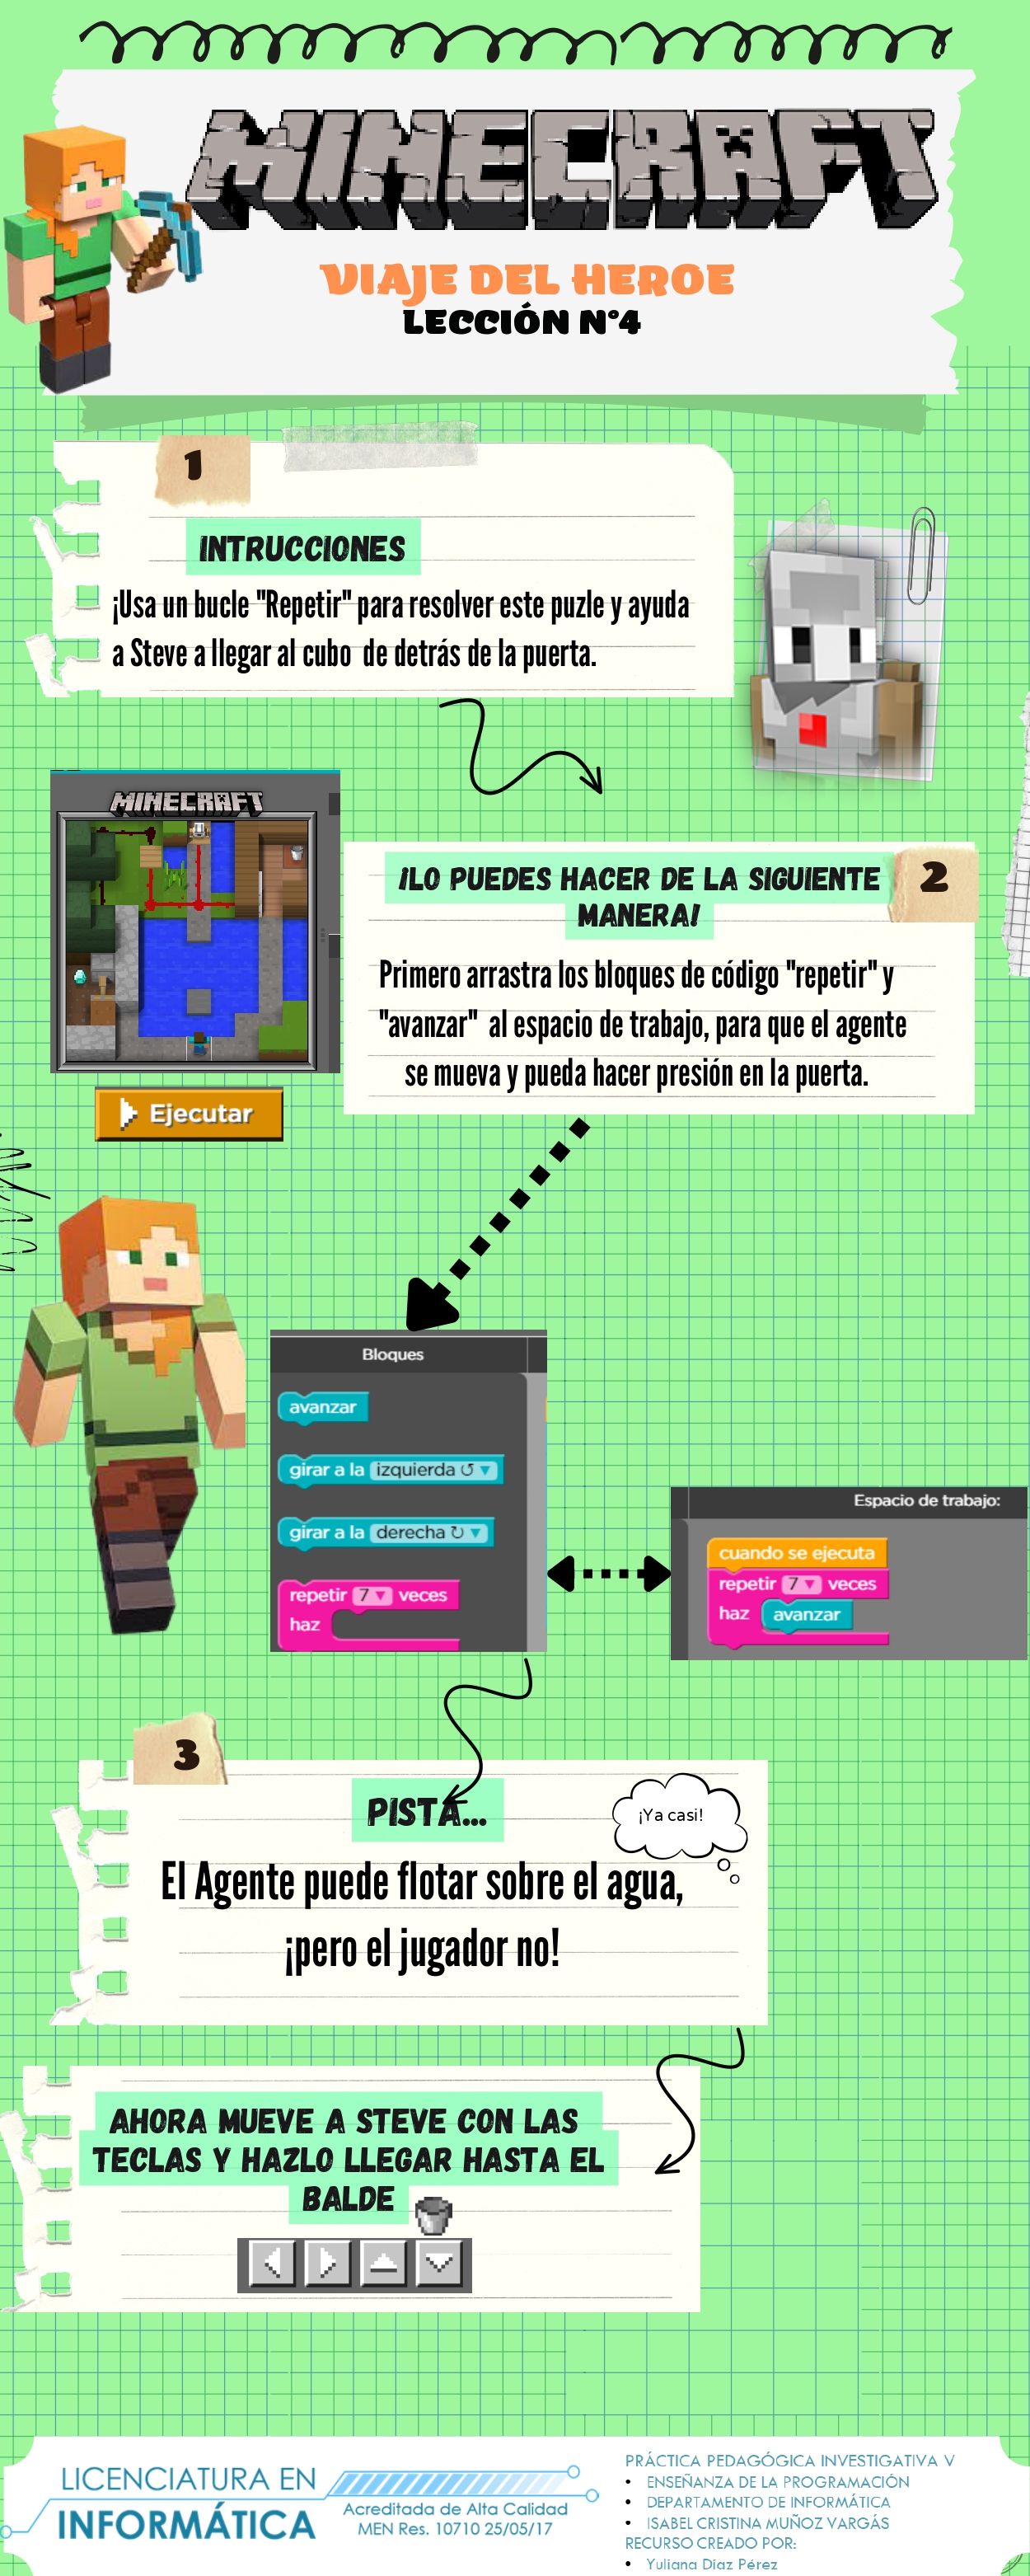 MINECRAFT
VIAJE DEL HEROE
LECCIÓN N°4
1
INTRUCCIONES
¡Usa un bucle "Repetir" para resolver este puzle y ayuda
a Steve a llegar al cubo de detrás de la puerta.
MINECRAFT
Ejecutar
2
¡LO PUEDES HACER DE LA SIGUIENTE
MANERA!
Primero arrastra los bloques de código "repetir" y
"avanzar" al espacio de trabajo, para que el agente
se mueva y pueda hacer presión en la puerta.
Bloques
avanzar
girar a la izquierda ↺ ▼
girar a la derecha ↻ ▼
repetir 7 ▼ veces
haz
Espacio de trabajo:
cuando se ejecuta
repetir 7 ▼ veces
haz avanzar
3
PISTA...
¡Ya casi!
El Agente puede flotar sobre el agua,
¡pero el jugador no!
AHORA MUEVE A STEVE CON LAS
TECLAS Y HAZLO LLEGAR HASTA EL
BALDE
LICENCIATURA EN
INFORMÁTICA
Acreditada de Alta Calidad
MEN Res. 10710 25/05/17
PRÁCTICA PEDAGÓGICA INVESTIGATIVA V
• ENSEÑANZA DE LA PROGRAMACIÓN
• DEPARTAMENTO DE INFORMÁTICA
• ISABEL CRISTINA MUÑOZ VARGÁS
RECURSO CREADO POR:
• Yuliana Díaz Pérez